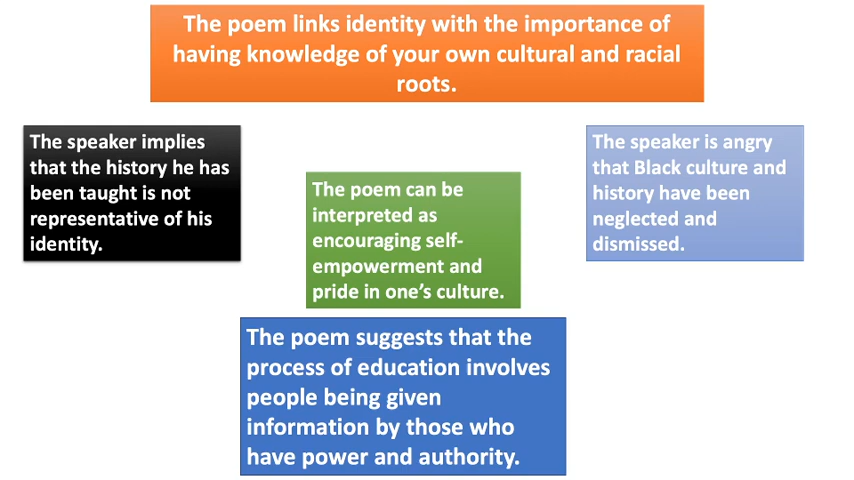 The poem links identity with the importance of
having knowledge of your own cultural and racial
roots.
The speaker implies
that the history he has
been taught is not
representative of his
identity.
The poem can be
interpreted as
encouraging self-
empowerment and
pride in one's culture.
The speaker is angry
that Black culture and
history have been
neglected and
dismissed.
The poem suggests that the
process of education involves
people being given
information by those who
have power and authority.